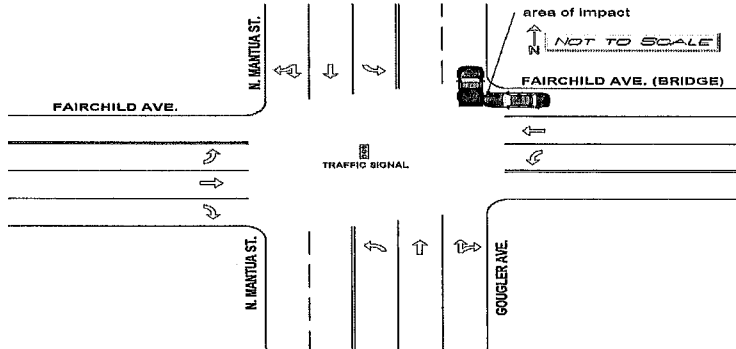 area of impact
N
NOT TO SCALE
N. MANTUA ST.
FAIRCHILD AVE. (BRIDGE)
FAIRCHILD AVE.
TRAFFIC SIGNAL
N. MANTUA ST.
GOUGLER AVE.